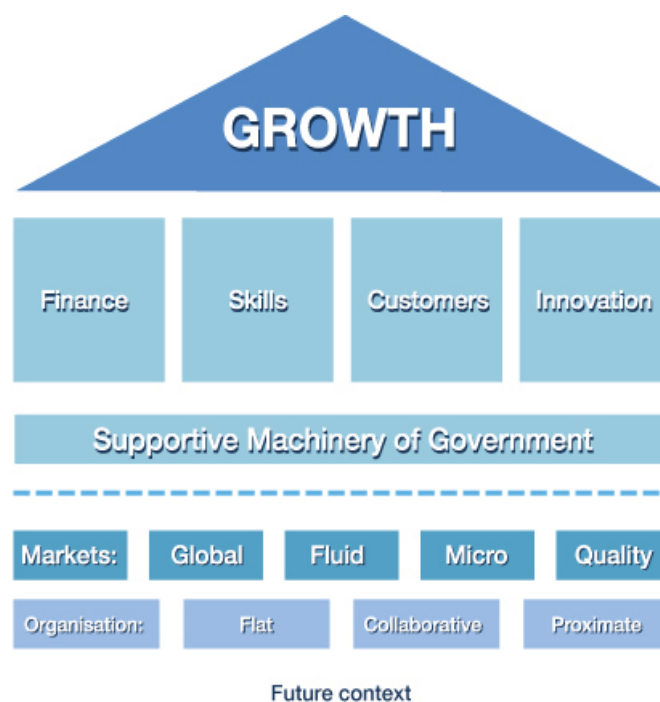 GROWTH
Finance Skills Customers Innovation
Supportive Machinery of Government
Markets: Global Fluid Micro Quality
Organisation: Flat Collaborative Proximate
Future context